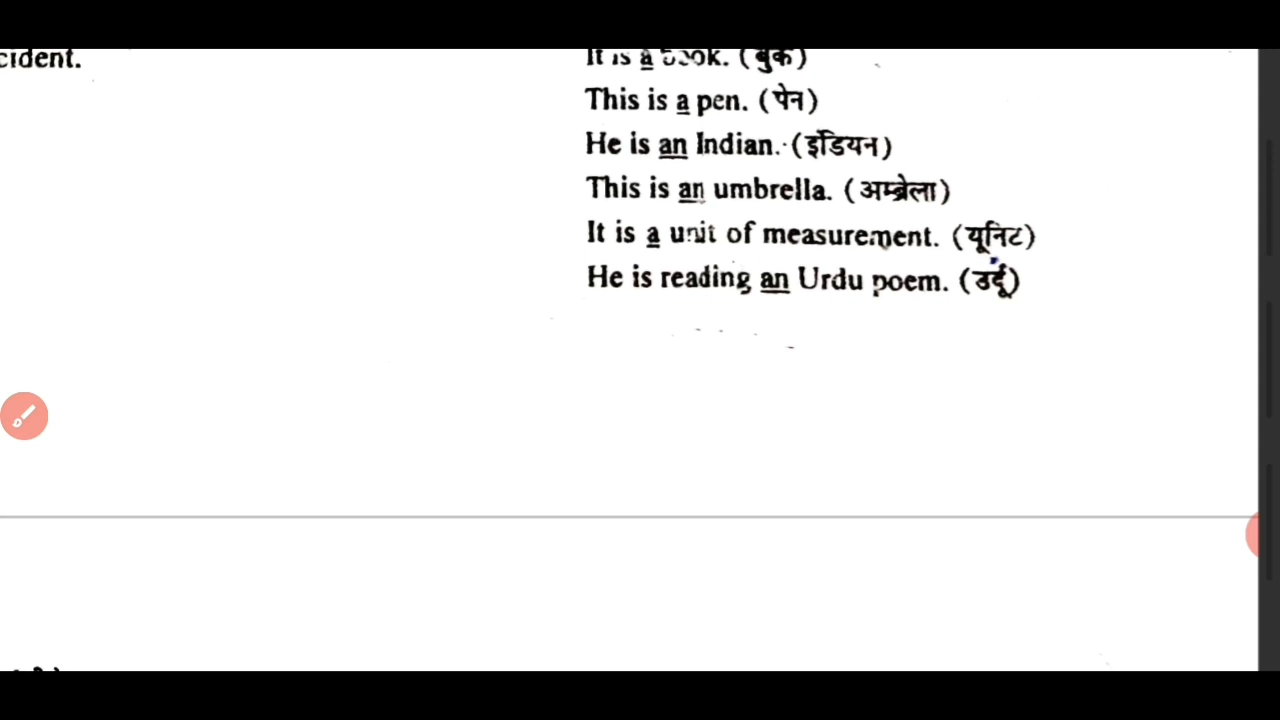 cident.
It is a book. (बुक)
This is a pen. (पेन)
He is an Indian. (इंडियन)
This is an umbrella. (अम्ब्रेला)
It is a unit of measurement. (यूनिट)
He is reading an Urdu poem. (उर्दू)